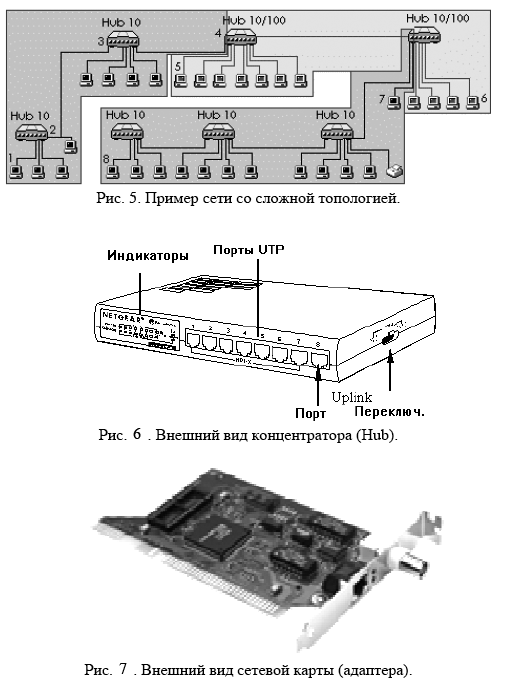 Hub 10
Hub 10/100
Hub 10/100
3
4
5
7
6
Hub 10
Hub 10
Hub 10
Hub 10
2
1
8
Рис. 5. Пример сети со сложной топологией.
Индикаторы
Порты UTP
NETGEAR
1 2 3 4 5 6 7 8
Uplink
Порт
Переключ.
Рис. 6 . Внешний вид концентратора (Hub).
Рис. 7 . Внешний вид сетевой карты (адаптера).